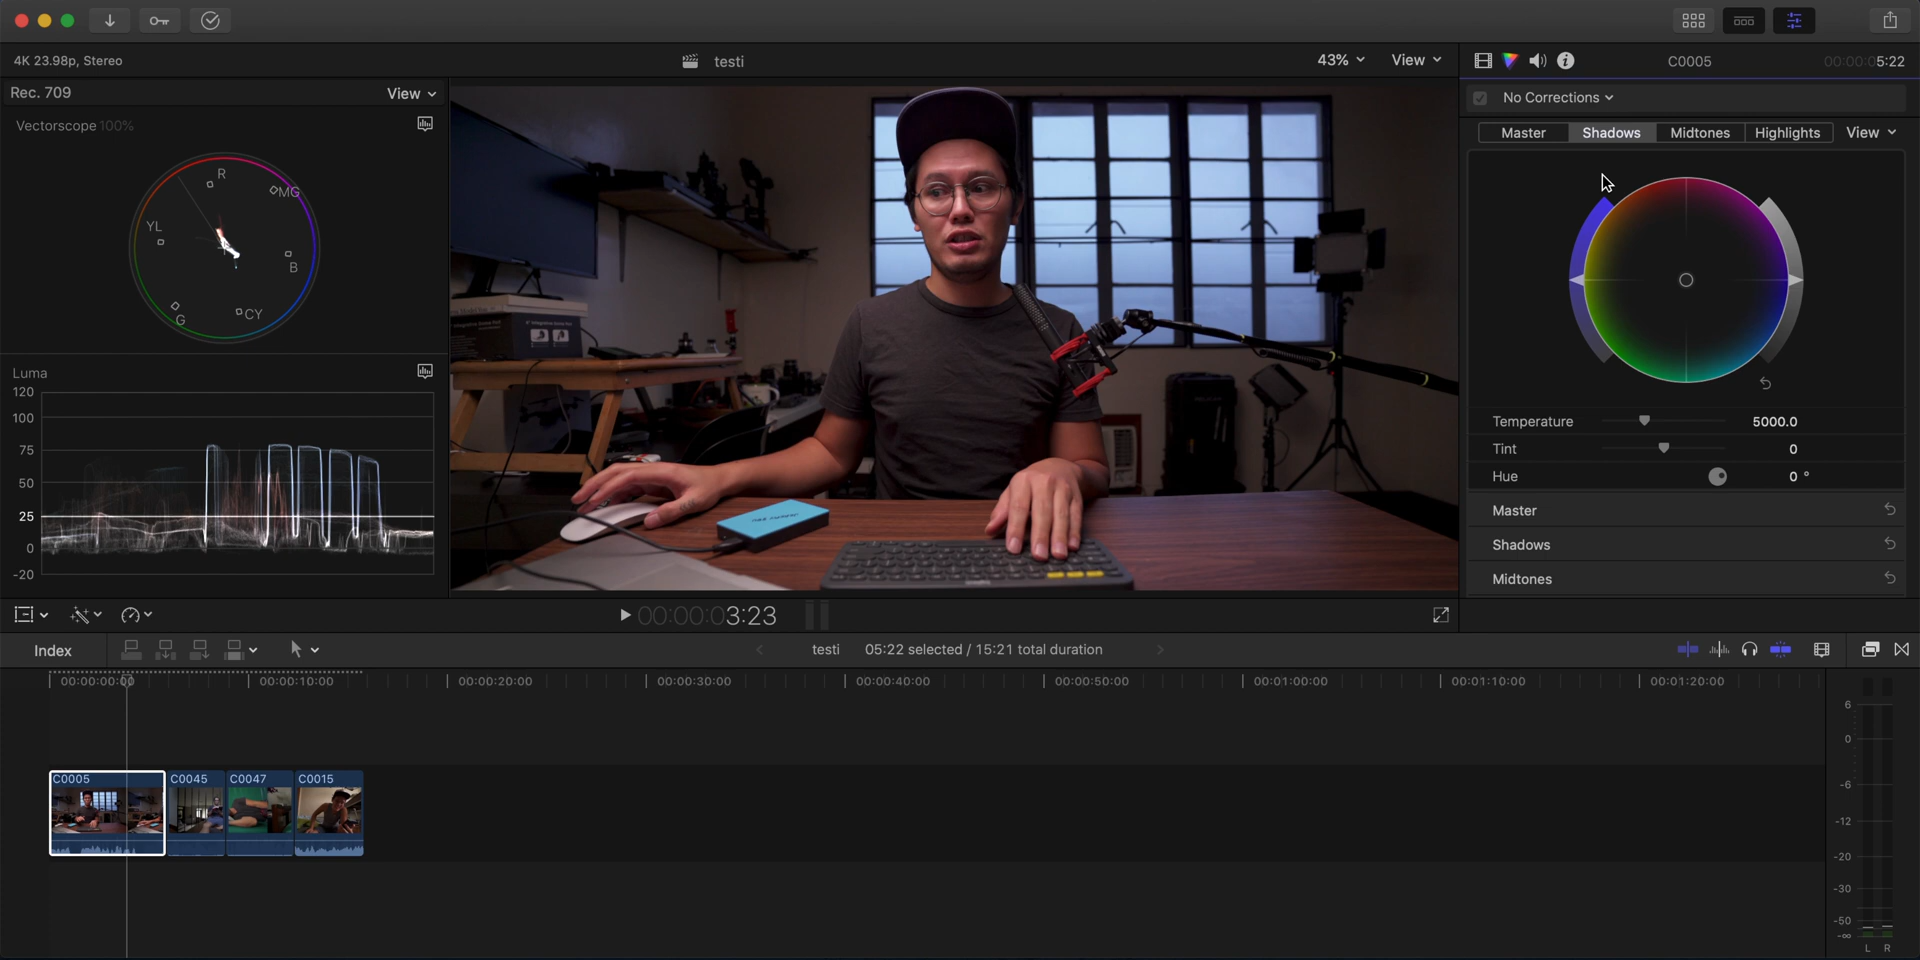 4K 23.98p, Stereo
testi
43%
View
C0005
00:00:05:22
Rec. 709
View
No Corrections
Vectorscope 100%
Master
Shadows
Midtones
Highlights
View
R
MG
YL
B
G
CY
Luma
120
100
75
50
25
0
-20
Temperature
5000.0
Tint
0
Hue
0 °
Master
Shadows
Midtones
00:00:03:23
Index
testi
05:22 selected / 15:21 total duration
00:00:00:00
00:00:10:00
00:00:20:00
00:00:30:00
00:00:40:00
00:00:50:00
00:01:00:00
00:01:10:00
00:01:20:00
C0005
C0045
C0047
C0015
6
0
-6
-12
-20
-30
-50
-∞
L
R